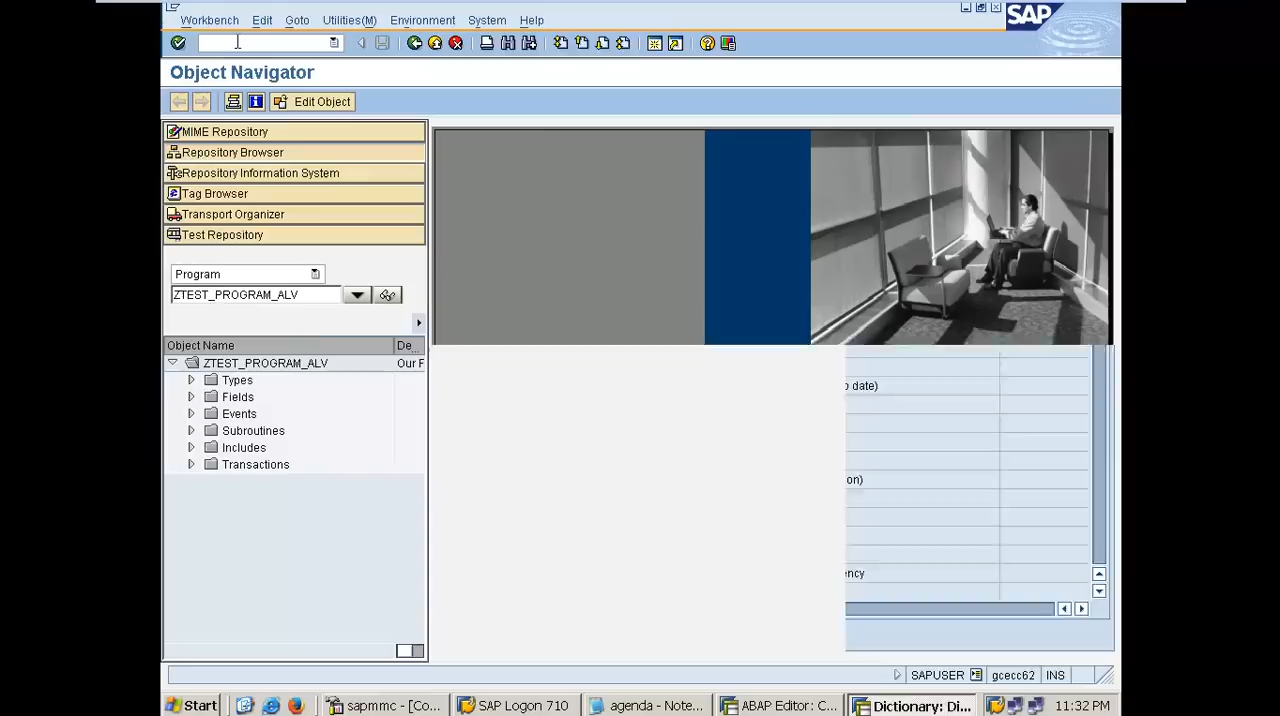 Workbench Edit Goto Utilities(M) Environment System Help
SAP
Object Navigator
Edit Object
MIME Repository
Repository Browser
Repository Information System
Tag Browser
Transport Organizer
Test Repository
Program
ZTEST_PROGRAM_ALV
Object Name De...
ZTEST_PROGRAM_ALV Our F
Types
Fields
Events
Subroutines
Includes
Transactions
date)
on)
ency
SAPUSER gcecc62 INS
Start sapmmc - [Co... SAP Logon 710 agenda - Note... ABAP Editor: C... Dictionary: Di... 11:32 PM